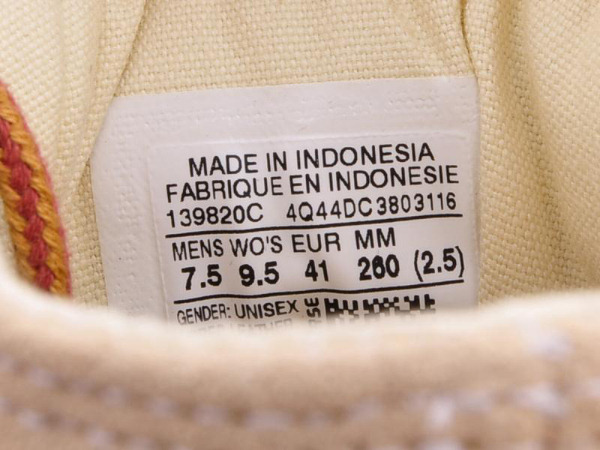 MADE IN INDONESIA
FABRIQUE EN INDONESIE
139820C 4Q44DC3803116
MENS WO'S EUR MM
7.5 9.5 41 260 (2.5)
GENDER: UNISEX